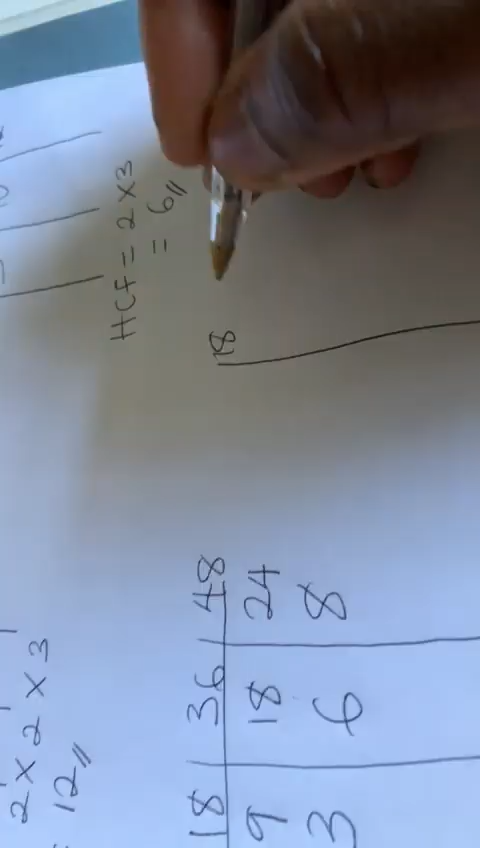 2 x 2 x 3
= 12
18 | 36 | 48
9 | 18 | 24
3 | 6 | 8
HCF = 2 x 3
= 6
18